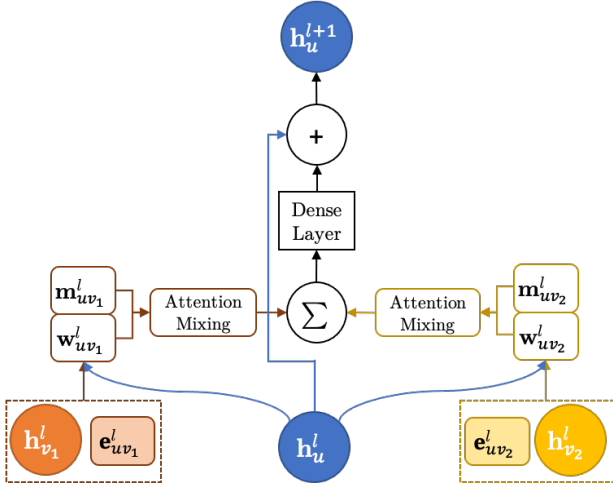 h_u^{l+1}
+
Dense
Layer
m_{uv_1}^l
w_{uv_1}^l
Attention
Mixing
∑
Attention
Mixing
m_{uv_2}^l
w_{uv_2}^l
h_{v_1}^l
e_{uv_1}^l
h_u^l
e_{uv_2}^l
h_{v_2}^l